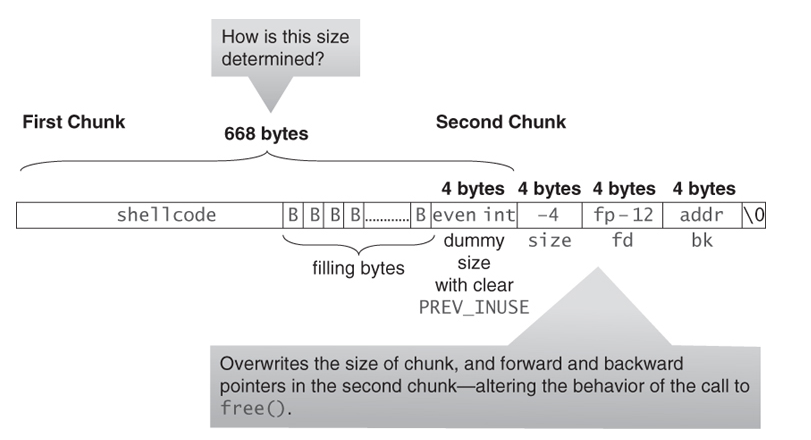 How is this size
determined?
First Chunk
668 bytes
Second Chunk
4 bytes 4 bytes 4 bytes 4 bytes
shellcode B B B B ............ B even int -4 fp-12 addr \0
filling bytes
dummy
size
with clear
PREV_INUSE
size
fd
bk
Overwrites the size of chunk, and forward and backward
pointers in the second chunk—altering the behavior of the call to
free().